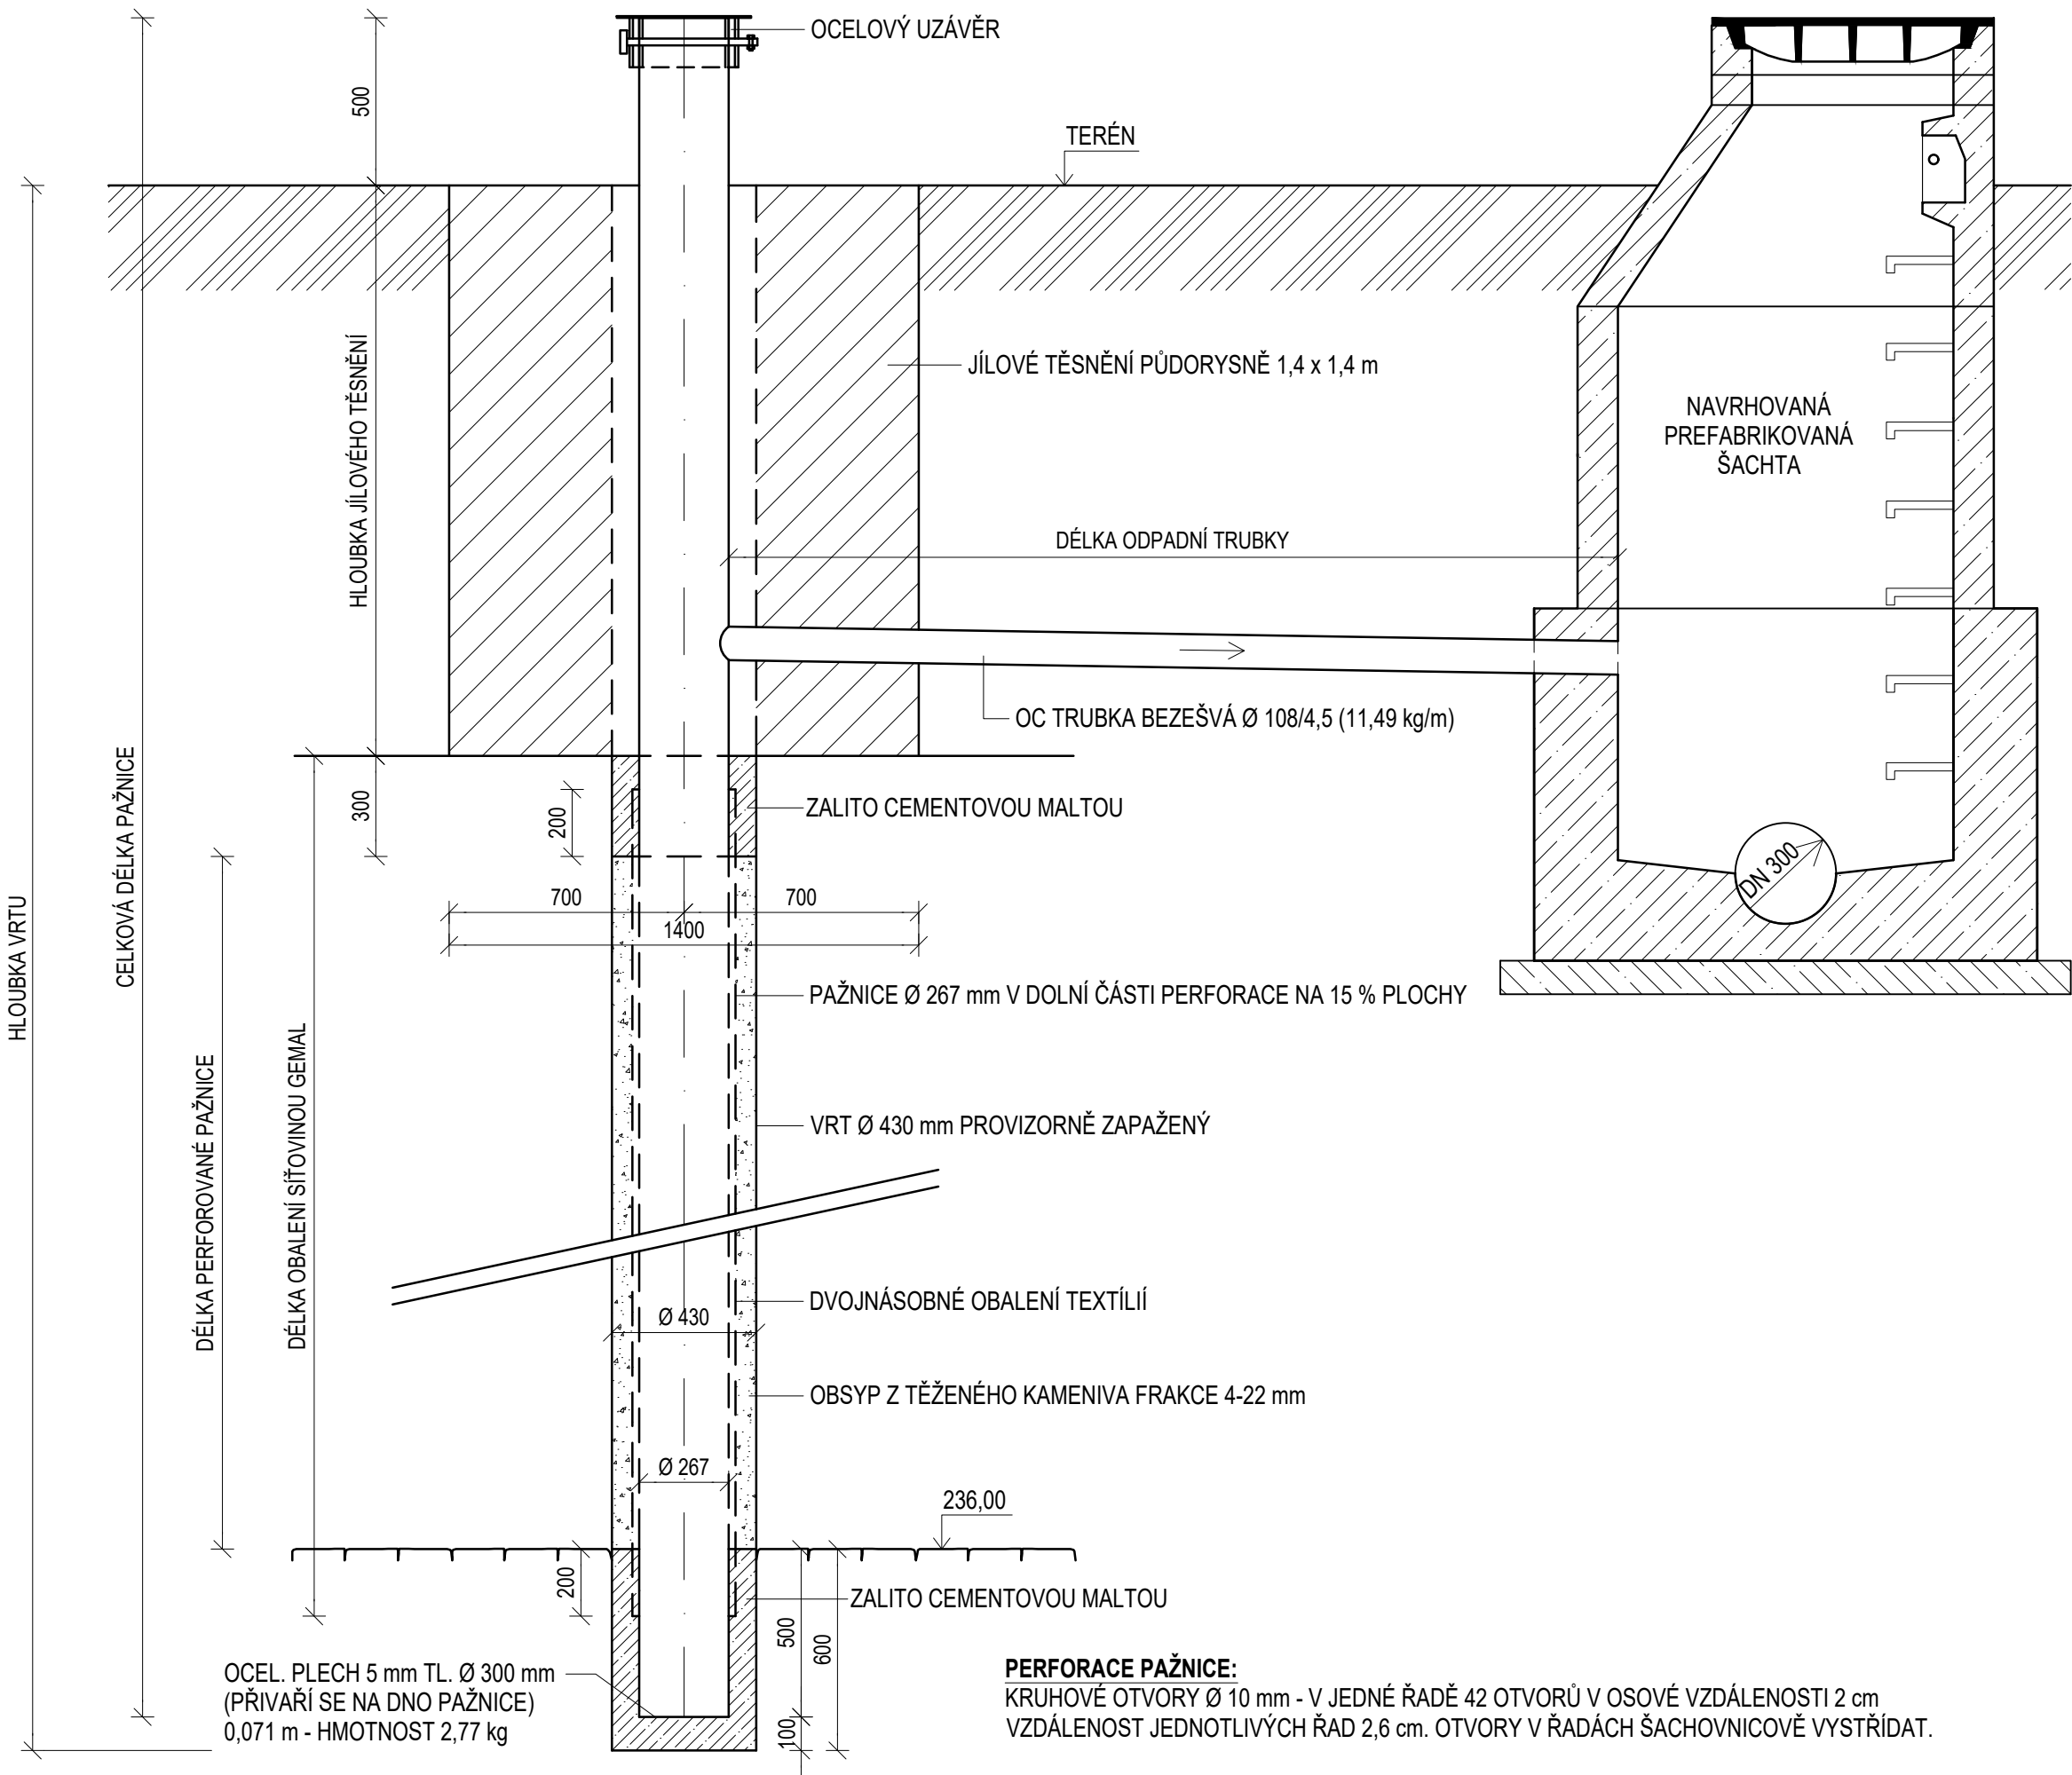 OCELOVÝ UZÁVĚR
500
TERÉN
HLOUBKA JÍLOVÉHO TĚSNĚNÍ
JÍLOVÉ TĚSNĚNÍ PŮDORYSNĚ 1,4 x 1,4 m
NAVRHOVANÁ
PREFABRIKOVANÁ
ŠACHTA
DÉLKA ODPADNÍ TRUBKY
OC TRUBKA BEZEŠVÁ Ø 108/4,5 (11,49 kg/m)
300
200
ZALITO CEMENTOVOU MALTOU
DN 300
HLOUBKA VRTU
CELKOVÁ DÉLKA PAŽNICE
700
700
1400
PAŽNICE Ø 267 mm V DOLNÍ ČÁSTI PERFORACE NA 15 % PLOCHY
DÉLKA PERFOROVANÉ PAŽNICE
DÉLKA OBALENÍ SÍŤOVINOU GEMAL
VRT Ø 430 mm PROVIZORNĚ ZAPAŽENÝ
DVOJNÁSOBNÉ OBALENÍ TEXTÍLIÍ
Ø 430
OBSYP Z TĚŽENÉHO KAMENIVA FRAKCE 4-22 mm
Ø 267
236,00
200
ZALITO CEMENTOVOU MALTOU
500
600
100
OCEL. PLECH 5 mm TL. Ø 300 mm
(PŘIVAŘÍ SE NA DNO PAŽNICE)
0,071 m - HMOTNOST 2,77 kg
PERFORACE PAŽNICE:
KRUHOVÉ OTVORY Ø 10 mm - V JEDNÉ ŘADĚ 42 OTVORŮ V OSOVÉ VZDÁLENOSTI 2 cm
VZDÁLENOST JEDNOTLIVÝCH ŘAD 2,6 cm. OTVORY V ŘADÁCH ŠACHOVNICOVĚ VYSTŘÍDAT.